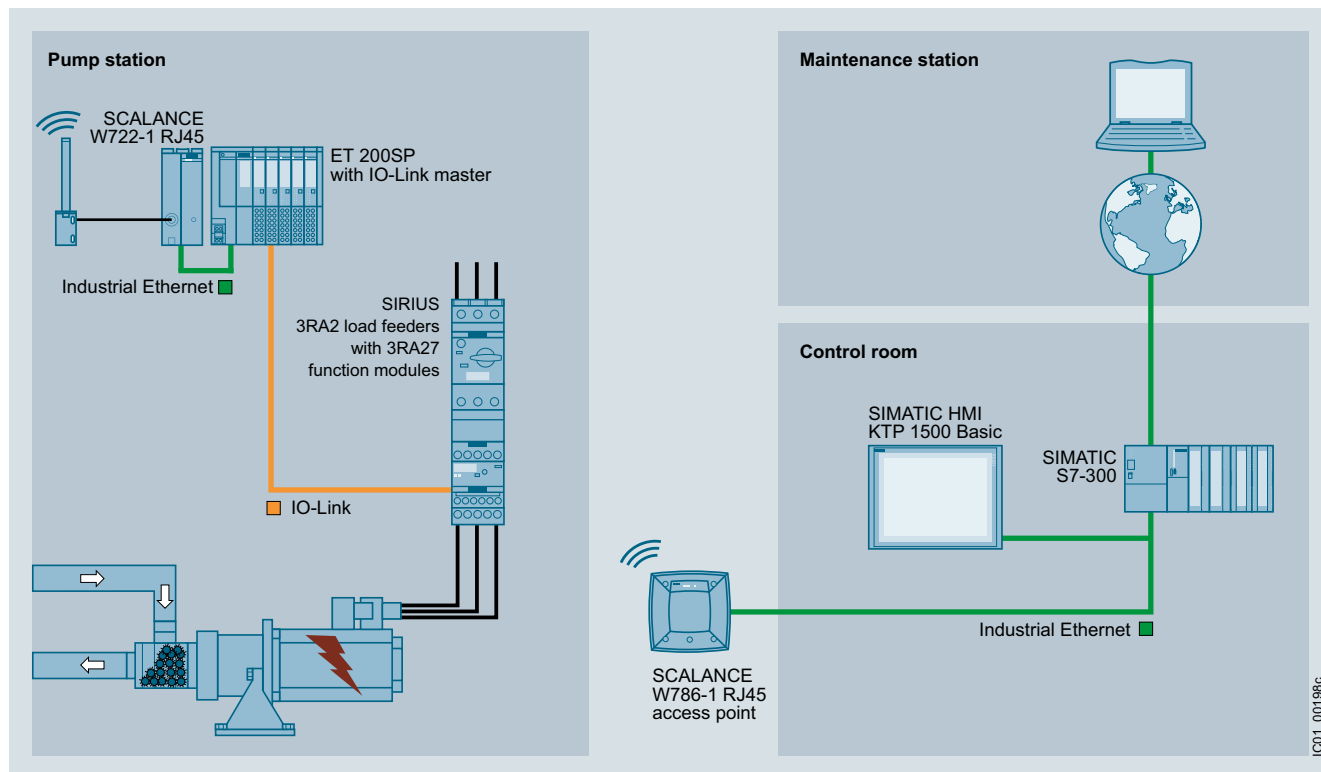 Pump station
SCALANCE
W722-1 RJ45
ET 200SP
with IO-Link master
Industrial Ethernet
SIRIUS
3RA2 load feeders
with 3RA27
function modules
IO-Link
SCALANCE
W786-1 RJ45
access point
Maintenance station
Control room
SIMATIC HMI
KTP 1500 Basic
SIMATIC
S7-300
Industrial Ethernet
IC01_00198c